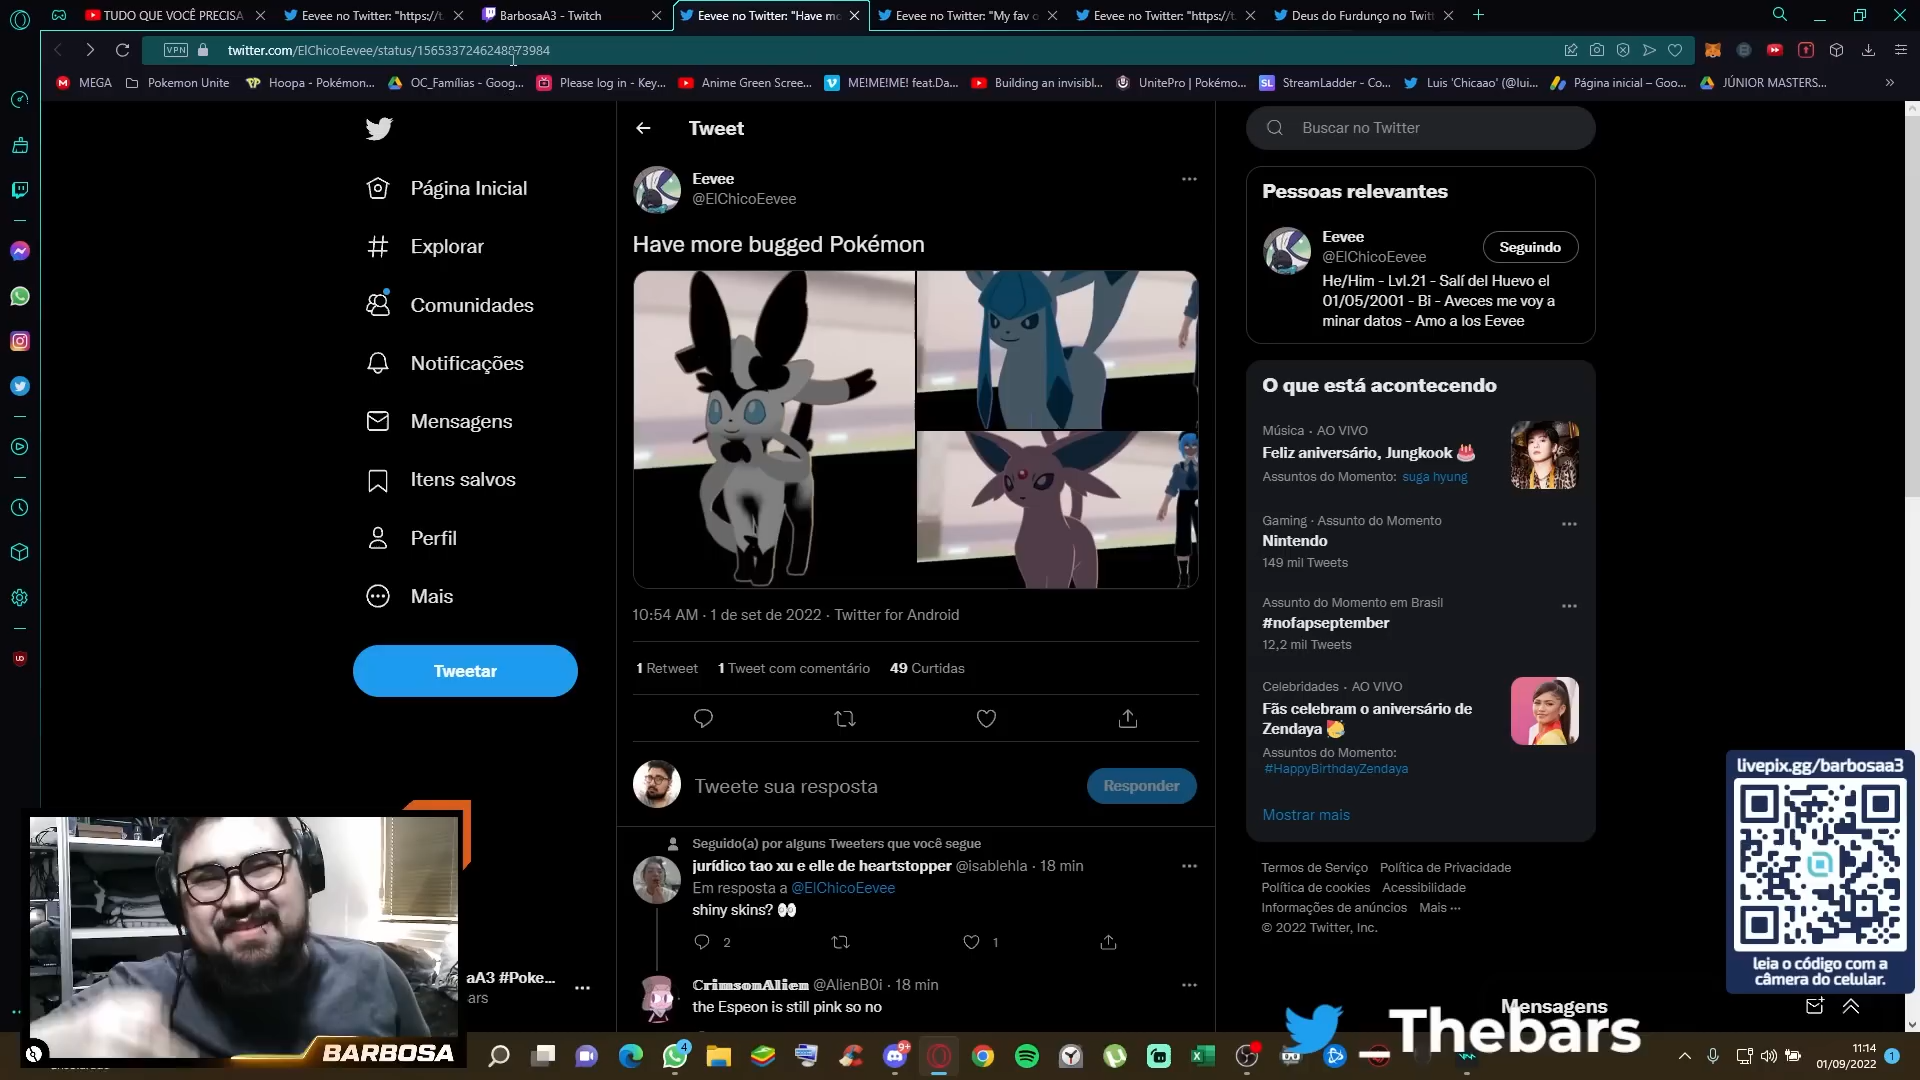 TUDO QUE VOCÊ PRECISA
Eevee no Twitter: "https://t.
BarbosaA3 - Twitch
Eevee no Twitter: "Have mo
Eevee no Twitter: "My fav o
Eevee no Twitter: "https://t.
Deus do Furdunço no Twitt
VPN
twitter.com/ElChicoEevee/status/1565337246248873984
MEGA
Pokemon Unite
Hoopa - Pokémon...
OC_Famílias - Goog...
Please log in - Key...
Anime Green Scree...
ME!ME!ME! feat.Da...
Building an invisibl...
UnitePro | Pokémo...
StreamLadder - Co...
Luis 'Chicaao' (@lui...
Página inicial – Goo...
JÚNIOR MASTERS...
Página Inicial
Explorar
Comunidades
Notificações
Mensagens
Itens salvos
Perfil
Mais
Tweetar
aA3 #Poke...
ars
BARBOSA
Tweet
Eevee
@ElChicoEevee
Have more bugged Pokémon
10:54 AM · 1 de set de 2022 · Twitter for Android
1 Retweet 1 Tweet com comentário 49 Curtidas
Tweete sua resposta
Responder
Seguido(a) por alguns Tweeters que você segue
jurídico tao xu e elle de heartstopper @isablehla · 18 min
Em resposta a @ElChicoEevee
shiny skins? 👀
2 1
CrimsonAlien @AlienB0i · 18 min
the Espeon is still pink so no
Buscar no Twitter
Pessoas relevantes
Eevee
@ElChicoEevee
Seguindo
He/Him - Lvl.21 - Salí del Huevo el
01/05/2001 - Bi - Aveces me voy a
minar datos - Amo a los Eevee
O que está acontecendo
Música · AO VIVO
Feliz aniversário, Jungkook 🎂
Assuntos do Momento: suga hyung
Gaming · Assunto do Momento
Nintendo
149 mil Tweets
Assunto do Momento em Brasil
#nofapseptember
12,2 mil Tweets
Celebridades · AO VIVO
Fãs celebram o aniversário de
Zendaya 🥳
Assuntos do Momento:
#HappyBirthdayZendaya
Mostrar mais
Termos de Serviço Política de Privacidade
Política de cookies Acessibilidade
Informações de anúncios Mais ···
© 2022 Twitter, Inc.
livepix.gg/barbosaa3
leia o código com a
câmera do celular.
Mensagens
_Thebars
4
9+
11:14
01/09/2022
1